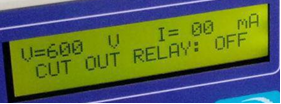 V=600 V I= 00 mA
CUT OUT RELAY: OFF